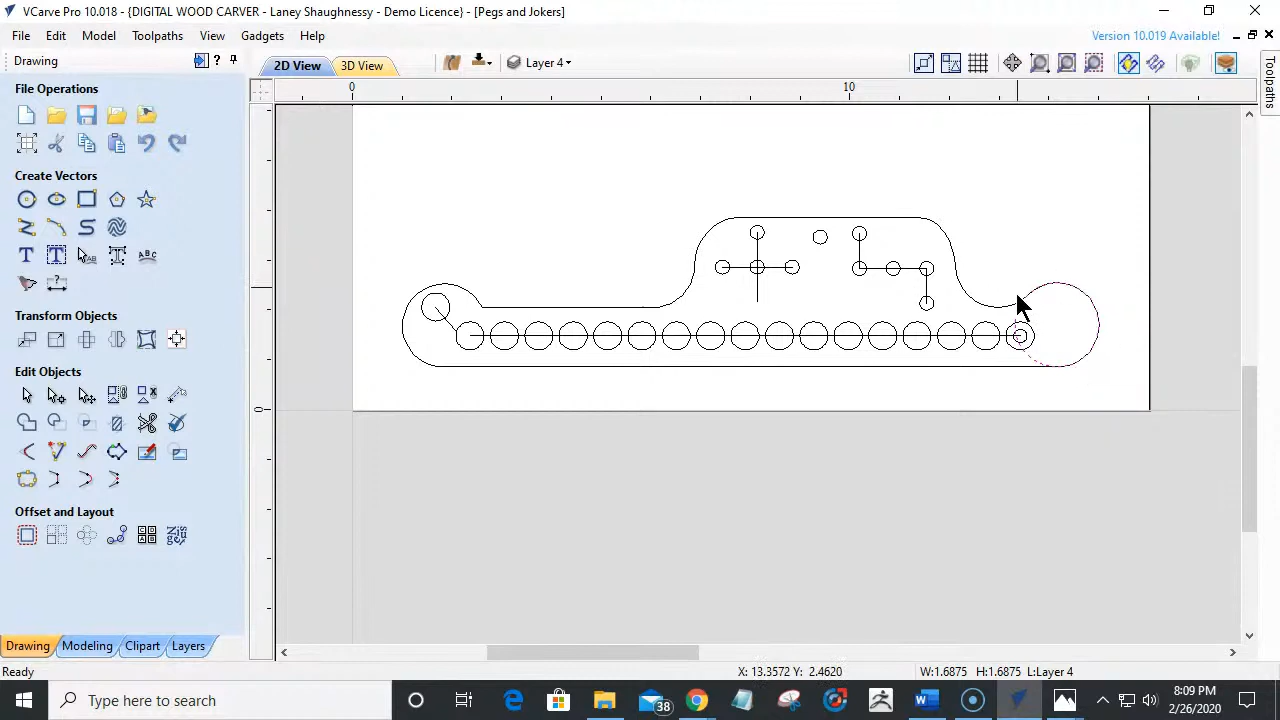 VCarve Pro 10.018 - {DIGITAL WOOD CARVER - Laney Shaughnessy - Demo Licence} - [Pegs and Jokers]
File Edit Model Toolpaths View Gadgets Help Version 10.019 Available!
Drawing ?
2D View 3D View Layer 4
Toolpaths
0 10
File Operations
Create Vectors
Transform Objects
Edit Objects
Offset and Layout
0
Drawing Modeling Clipart Layers
Ready X: 13.3572 Y: 2.4620 W:1.6875 H:1.6875 L:Layer 4
Type here to search
38
8:09 PM
2/26/2020